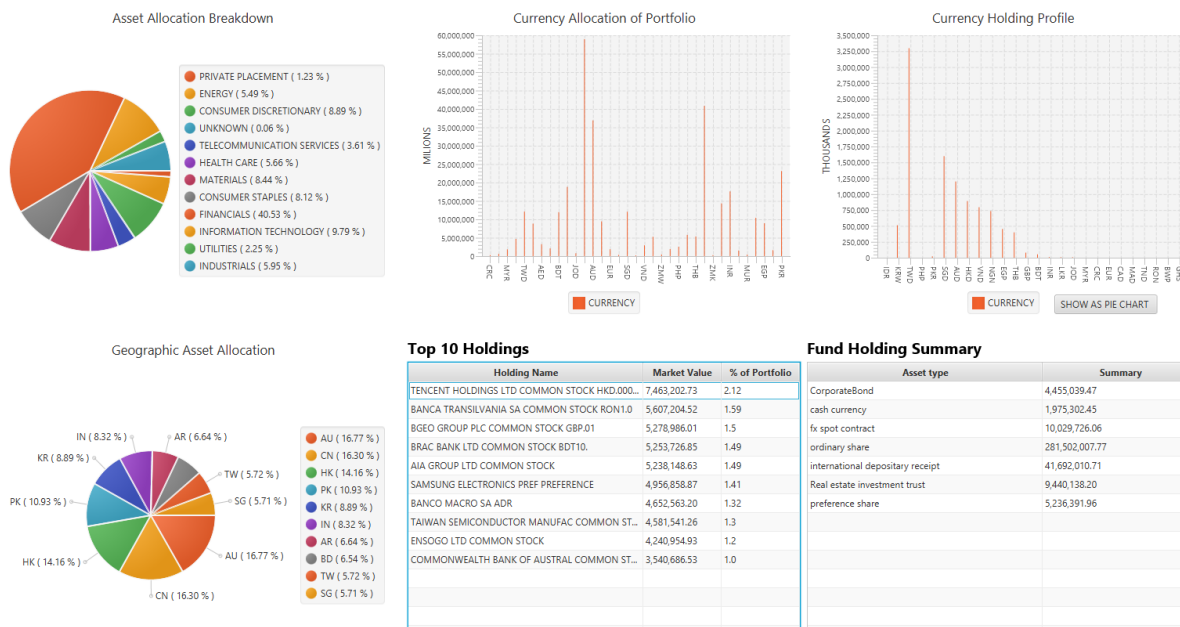 Asset Allocation Breakdown
PRIVATE PLACEMENT ( 1.23 % )
ENERGY ( 5.49 % )
CONSUMER DISCRETIONARY ( 8.89 % )
UNKNOWN ( 0.06 % )
TELECOMMUNICATION SERVICES ( 3.61 % )
HEALTH CARE ( 5.66 % )
MATERIALS ( 8.44 % )
CONSUMER STAPLES ( 8.12 % )
FINANCIALS ( 40.53 % )
INFORMATION TECHNOLOGY ( 9.79 % )
UTILITIES ( 2.25 % )
INDUSTRIALS ( 5.95 % )
Currency Allocation of Portfolio
MILIONS
60,000,000
55,000,000
50,000,000
45,000,000
40,000,000
35,000,000
30,000,000
25,000,000
20,000,000
15,000,000
10,000,000
5,000,000
0
CRC MYR TWD AED BDT JOD AUD EUR SGD VND ZMW PHP THB ZMK INR MUR EGP PKR
CURRENCY
Currency Holding Profile
THOUSANDS
3,500,000
3,250,000
3,000,000
2,750,000
2,500,000
2,250,000
2,000,000
1,750,000
1,500,000
1,250,000
1,000,000
750,000
500,000
250,000
0
IDR KRW TWD PHP PKR SGD AUD HKD VND NGN EGP THB GBP BDT INR LKR JOD MYR CRC EUR CAD MAD TND RON BWP
CURRENCY
SHOW AS PIE CHART
Geographic Asset Allocation
IN ( 8.32 % )
AR ( 6.64 % )
KR ( 8.89 % )
TW ( 5.72 % )
PK ( 10.93 % )
SG ( 5.71 % )
HK ( 14.16 % )
AU ( 16.77 % )
CN ( 16.30 % )
AU ( 16.77 % )
CN ( 16.30 % )
HK ( 14.16 % )
PK ( 10.93 % )
KR ( 8.89 % )
IN ( 8.32 % )
AR ( 6.64 % )
BD ( 6.54 % )
TW ( 5.72 % )
SG ( 5.71 % )
Top 10 Holdings
Holding Name Market Value % of Portfolio
TENCENT HOLDINGS LTD COMMON STOCK HKD.000... 7,463,202.73 2.12
BANCA TRANSILVANIA SA COMMON STOCK RON1.0 5,607,204.52 1.59
BGEO GROUP PLC COMMON STOCK GBP.01 5,278,986.01 1.5
BRAC BANK LTD COMMON STOCK BDT10. 5,253,726.85 1.49
AIA GROUP LTD COMMON STOCK 5,238,148.63 1.49
SAMSUNG ELECTRONICS PREF PREFERENCE 4,956,858.87 1.41
BANCO MACRO SA ADR 4,652,563.20 1.32
TAIWAN SEMICONDUCTOR MANUFAC COMMON ST... 4,581,541.26 1.3
ENSOGO LTD COMMON STOCK 4,240,954.93 1.2
COMMONWEALTH BANK OF AUSTRAL COMMON ST... 3,540,686.53 1.0
Fund Holding Summary
Asset type Summary
CorporateBond 4,455,039.47
cash currency 1,975,302.45
fx spot contract 10,029,726.06
ordinary share 281,502,007.77
international depositary receipt 41,692,010.71
Real estate investment trust 9,440,138.20
preference share 5,236,391.96